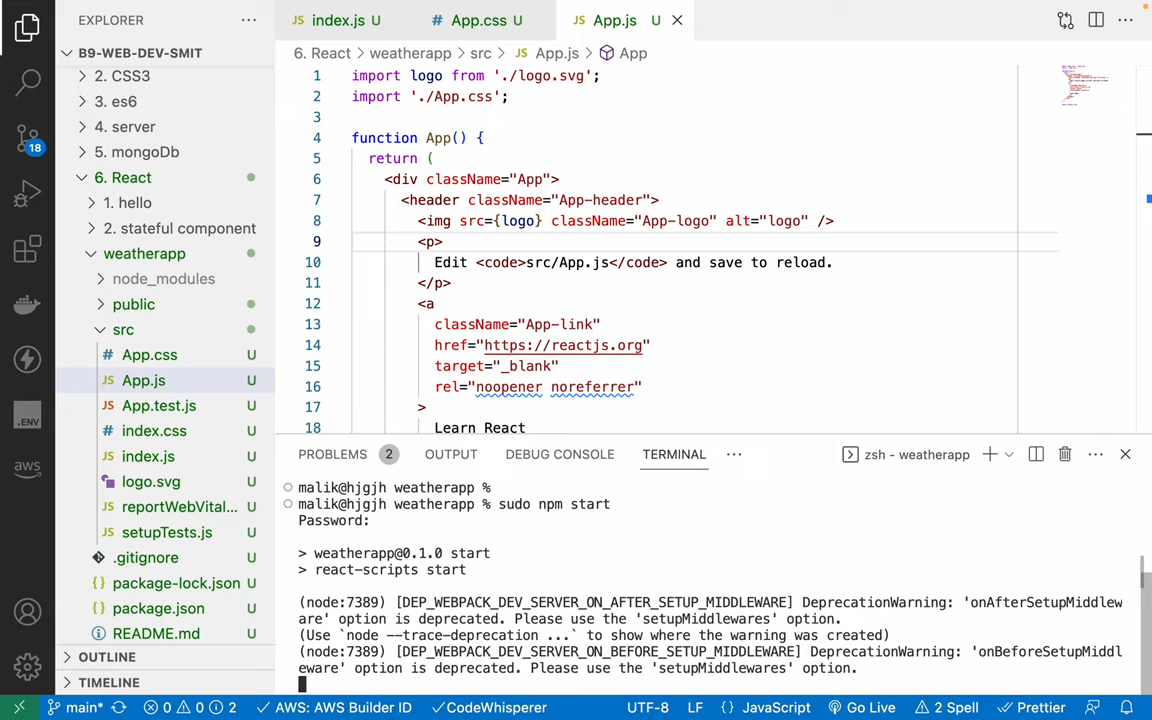 EXPLORER
B9-WEB-DEV-SMIT
2. CSS3
3. es6
4. server
5. mongoDb
6. React
1. hello
2. stateful component
weatherapp
node_modules
public
src
# App.css U
JS App.js U
JS App.test.js U
# index.css U
JS index.js U
logo.svg U
JS reportWebVital... U
JS setupTests.js U
.gitignore U
{} package-lock.json U
{} package.json U
README.md U
OUTLINE
TIMELINE
18
.ENV
aws
JS index.js U
# App.css U
JS App.js U
6. React > weatherapp > src > JS App.js > App
1 import logo from './logo.svg';
2 import './App.css';
3
4 function App() {
5 return (
6 <div className="App">
7 <header className="App-header">
8 <img src={logo} className="App-logo" alt="logo" />
9 <p>
10 Edit <code>src/App.js</code> and save to reload.
11 </p>
12 <a
13 className="App-link"
14 href="https://reactjs.org"
15 target="_blank"
16 rel="noopener noreferrer"
17 >
18 Learn React
PROBLEMS 2 OUTPUT DEBUG CONSOLE TERMINAL zsh - weatherapp
malik@hjgjh weatherapp %
malik@hjgjh weatherapp % sudo npm start
Password:
> weatherapp@0.1.0 start
> react-scripts start
(node:7389) [DEP_WEBPACK_DEV_SERVER_ON_AFTER_SETUP_MIDDLEWARE] DeprecationWarning: 'onAfterSetupMiddlew
are' option is deprecated. Please use the 'setupMiddlewares' option.
(Use `node --trace-deprecation ...` to show where the warning was created)
(node:7389) [DEP_WEBPACK_DEV_SERVER_ON_BEFORE_SETUP_MIDDLEWARE] DeprecationWarning: 'onBeforeSetupMiddl
eware' option is deprecated. Please use the 'setupMiddlewares' option.
main* 0 0 2 AWS: AWS Builder ID CodeWhisperer UTF-8 LF {} JavaScript Go Live 2 Spell Prettier